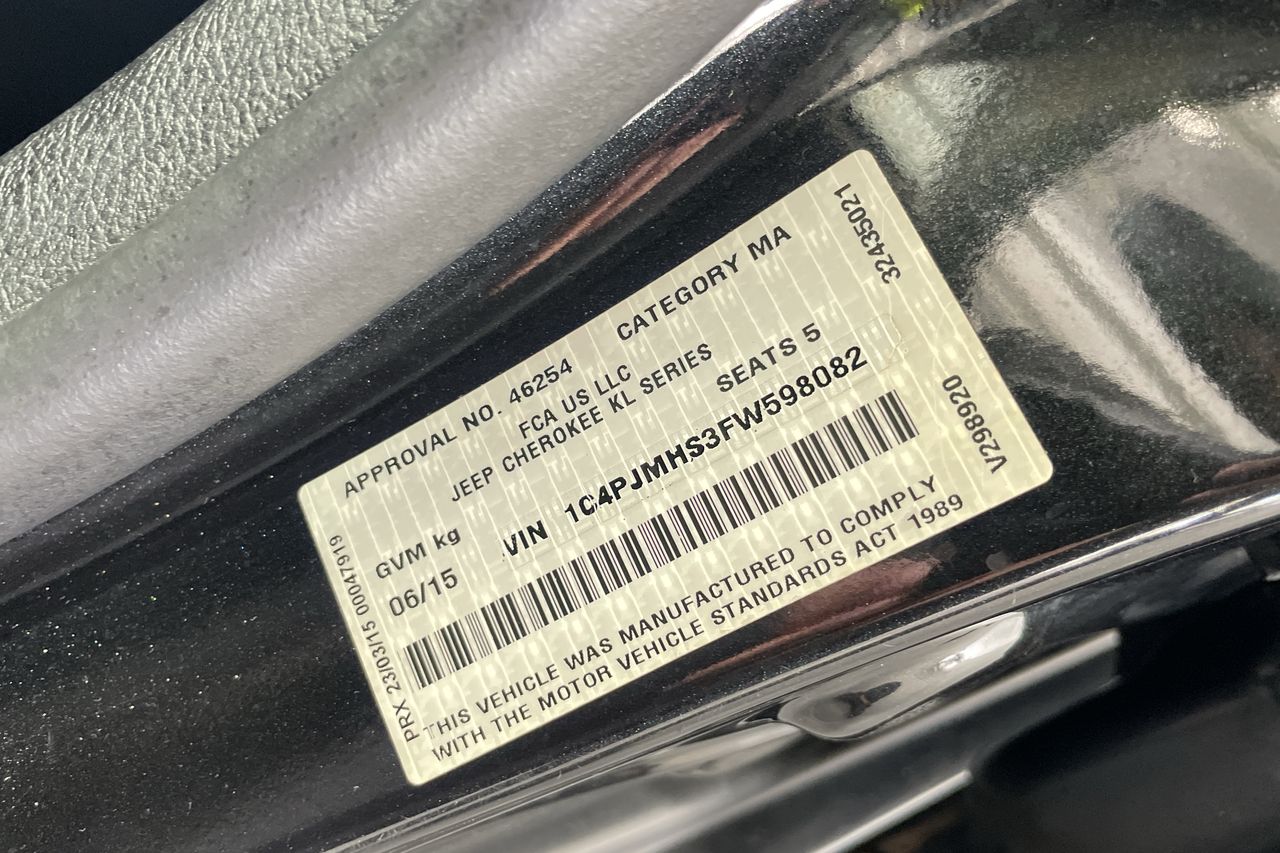 APPROVAL NO. 46254 CATEGORY MA
FCA US LLC
JEEP CHEROKEE KL SERIES
GVM kg SEATS 5
06/15 VIN 1C4PJMHS3FW598082
THIS VEHICLE WAS MANUFACTURED TO COMPLY
WITH THE MOTOR VEHICLE STANDARDS ACT 1989
PRX 23/03/15 00047919
V298920 32435021